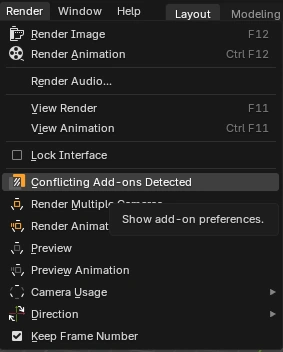 Render Window Help Layout Modeling
Render Image F12
Render Animation Ctrl F12
Render Audio...
View Render F11
View Animation Ctrl F11
Lock Interface
Conflicting Add-ons Detected
Render Multiple
Show add-on preferences.
Render Animat
Preview
Preview Animation
Camera Usage
Direction
Keep Frame Number